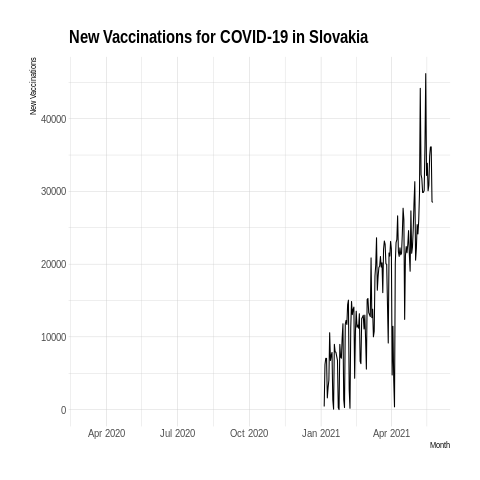 New Vaccinations for COVID-19 in Slovakia
New Vaccinations
40000
30000
20000
10000
0
Apr 2020 Jul 2020 Oct 2020 Jan 2021 Apr 2021
Month